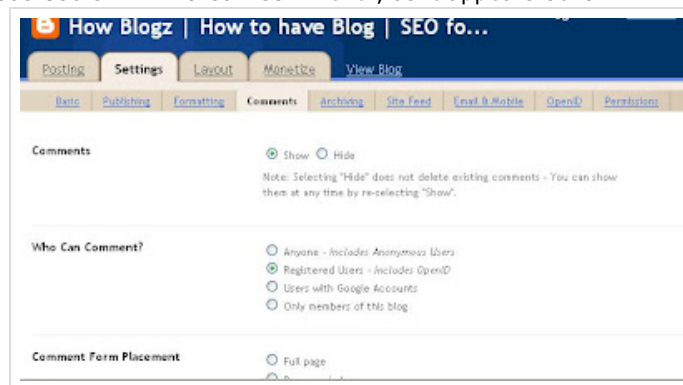 How Blogz | How to have Blog | SEO fo...
Posting Settings Layout Monetize View Blog
Basic Publishing Formatting Comments Archiving Site Feed Email & Mobile OpenID Permissions
Comments
Show Hide
Note: Selecting "Hide" does not delete existing comments - You can show
them at any time by re-selecting "Show".
Who Can Comment?
Anyone - includes Anonymous Users
Registered Users - includes OpenID
Users with Google Accounts
Only members of this blog
Comment Form Placement
Full page